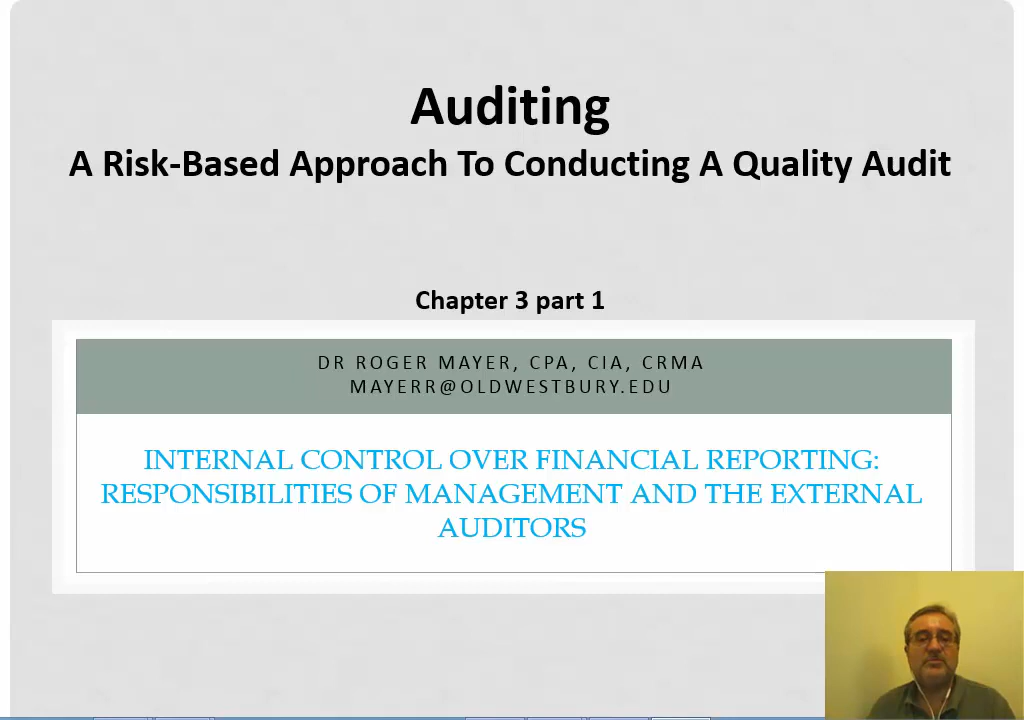 Auditing
A Risk-Based Approach To Conducting A Quality Audit
Chapter 3 part 1
DR ROGER MAYER, CPA, CIA, CRMA
MAYERR@OLDWESTBURY.EDU
INTERNAL CONTROL OVER FINANCIAL REPORTING:
RESPONSIBILITIES OF MANAGEMENT AND THE EXTERNAL
AUDITORS